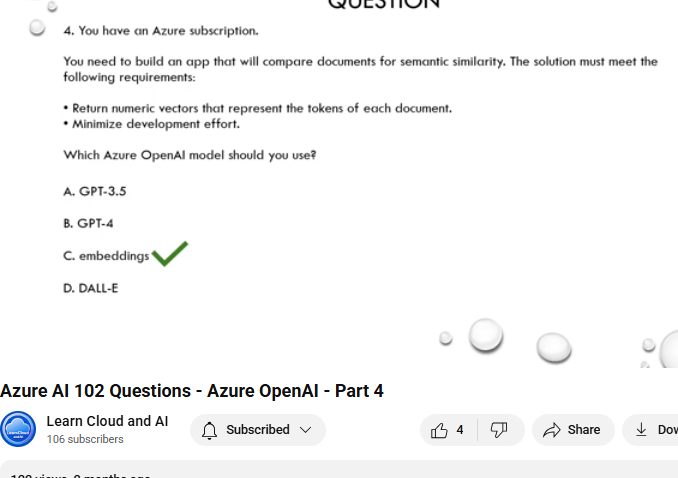 QUESTION
4. You have an Azure subscription.
You need to build an app that will compare documents for semantic similarity. The solution must meet the
following requirements:
• Return numeric vectors that represent the tokens of each document.
• Minimize development effort.
Which Azure OpenAI model should you use?
A. GPT-3.5
B. GPT-4
C. embeddings
D. DALL-E
Azure AI 102 Questions - Azure OpenAI - Part 4
Learn Cloud and AI
106 subscribers
Subscribed
4
Share